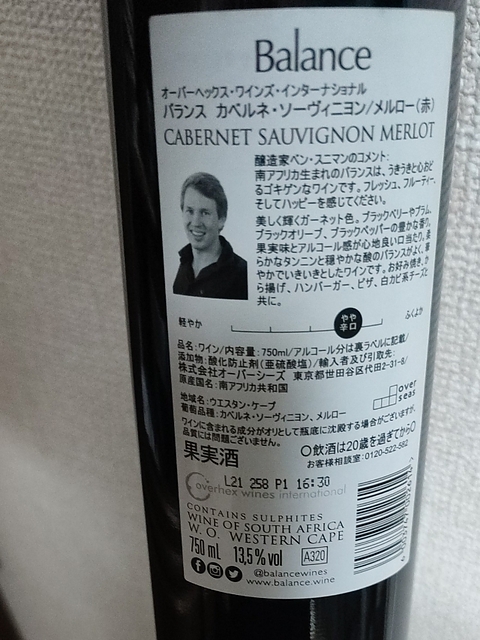 Balance
オーバーヘックス・ワインズ・インターナショナル
バランス カベルネ・ソーヴィニヨン/メルロー(赤)
CABERNET SAUVIGNON MERLOT
醸造家ベン・スニマンのコメント:
南アフリカ生まれのバランスは、うきうきと心おど
るゴキゲンなワインです。フレッシュ、フルーティー、
そしてハッピーを感じてください。
美しく輝くガーネット色。ブラックベリーやプラム、
ブラックオリーブ、ブラックペッパーの豊かな香り。
果実味とアルコール感が心地良い口当たり。柔
らかなタンニンと穏やかな酸のバランスがよく、華
やかでいきいきとしたワインです。お好み焼き、か
ら揚げ、ハンバーガー、ピザ、白カビ系チーズと
共に。
軽やか やや辛口 ふくよか
品名:ワイン/内容量:750ml/アルコール分は裏ラベルに記載/
添加物:酸化防止剤(亜硫酸塩)/輸入者及び引取先:
株式会社オーバーシーズ 東京都世田谷区代田2-31-8/
原産国名:南アフリカ共和国
地域名:ウエスタン・ケープ
葡萄品種:カベルネ・ソーヴィニヨン、メルロー
over
seas
ワインに含まれる成分がオリとして瓶底に沈殿する場合がございますが、
品質には問題ございません。
果実酒
○飲酒は20歳を過ぎてから○
お客様相談室:0120-522-582
L21 258 P1 16:30
overhex wines international
CONTAINS SULPHITES
WINE OF SOUTH AFRICA
W. O. WESTERN CAPE
750 mL 13,5% vol A320
@balancewines
www.balance.wine